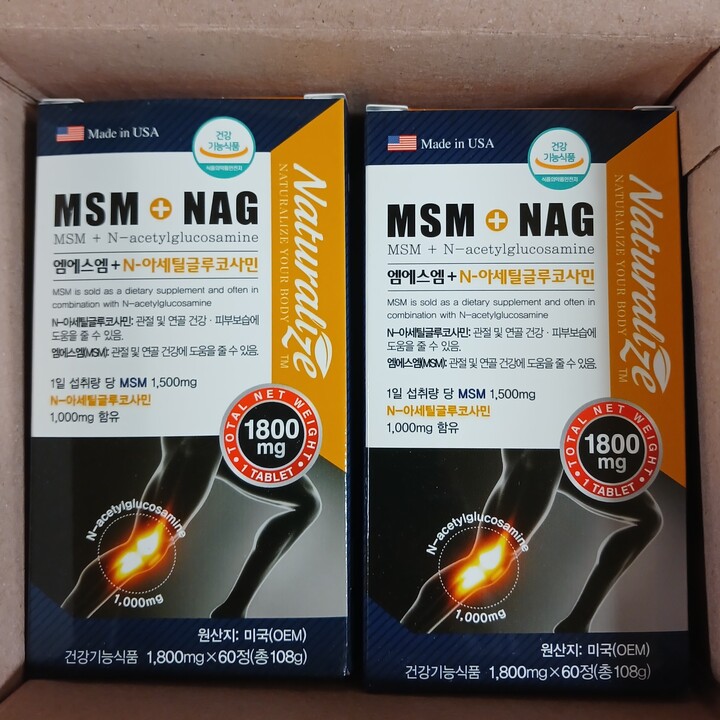 Made in USA
건강
기능식품
식품의약품안전처
MSM + NAG
MSM + N-acetylglucosamine
엠에스엠 + N-아세틸글루코사민
MSM is sold as a dietary supplement and often in
combination with N-acetylglucosamine
N-아세틸글루코사민: 관절 및 연골 건강 · 피부보습에
도움을 줄 수 있음.
엠에스엠(MSM): 관절 및 연골 건강에 도움을 줄 수 있음.
1일 섭취량 당 MSM 1,500mg
N-아세틸글루코사민
1,000mg 함유
Naturalize TM
NATURALIZE YOUR BODY
TOTAL NET WEIGHT
1800
mg
· 1 TABLET ·
N-acetylglucosamine
1,000mg
원산지: 미국(OEM)
건강기능식품 1,800mg×60정(총108g)
Made in USA
건강
기능식품
식품의약품안전처
MSM + NAG
MSM + N-acetylglucosamine
엠에스엠 + N-아세틸글루코사민
MSM is sold as a dietary supplement and often in
combination with N-acetylglucosamine
N-아세틸글루코사민: 관절 및 연골 건강 · 피부보습에
도움을 줄 수 있음.
엠에스엠(MSM): 관절 및 연골 건강에 도움을 줄 수 있음.
1일 섭취량 당 MSM 1,500mg
N-아세틸글루코사민
1,000mg 함유
Naturalize TM
NATURALIZE YOUR BODY
TOTAL NET WEIGHT
1800
mg
· 1 TABLET ·
N-acetylglucosamine
1,000mg
원산지: 미국(OEM)
건강기능식품 1,800mg×60정(총108g)